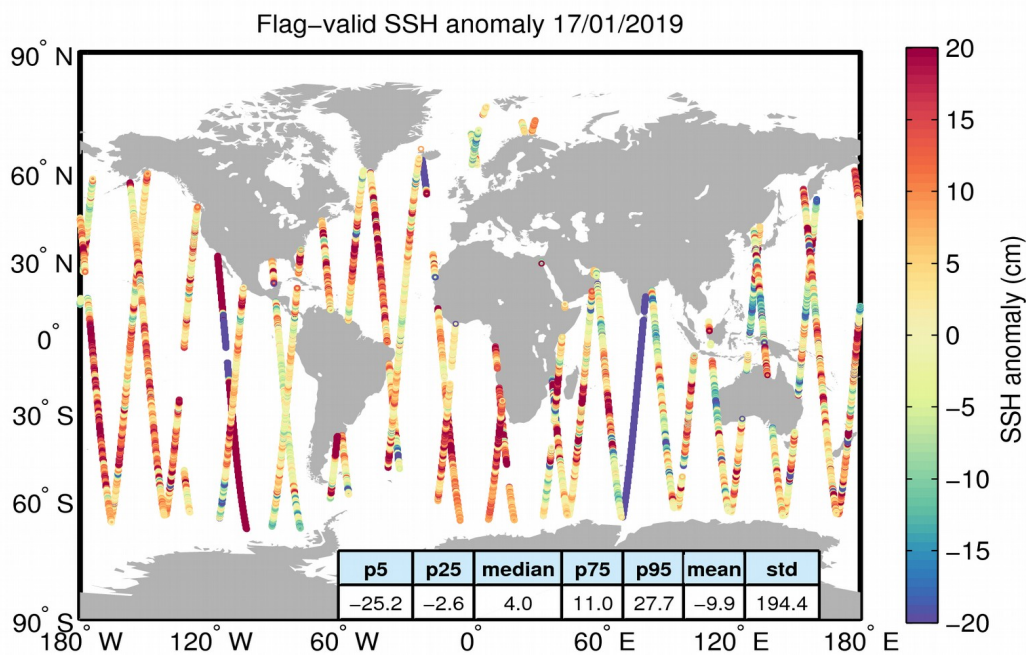 Flag−valid SSH anomaly 17/01/2019
90° N
60° N
30° N
0°
30° S
60° S
90° S
180° W
120° W
60° W
0°
60° E
120° E
180° E
p5 p25 median p75 p95 mean std
−25.2 −2.6 4.0 11.0 27.7 −9.9 194.4
20
15
10
5
0
−5
−10
−15
−20
SSH anomaly (cm)